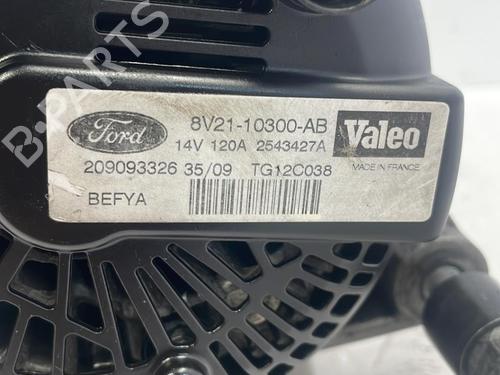 B-PARTS
Ford
8V21-10300-AB
14V 120A 2543427A
Valeo
MADE IN FRANCE
209093326 35/09 TG12C038
BEFYA